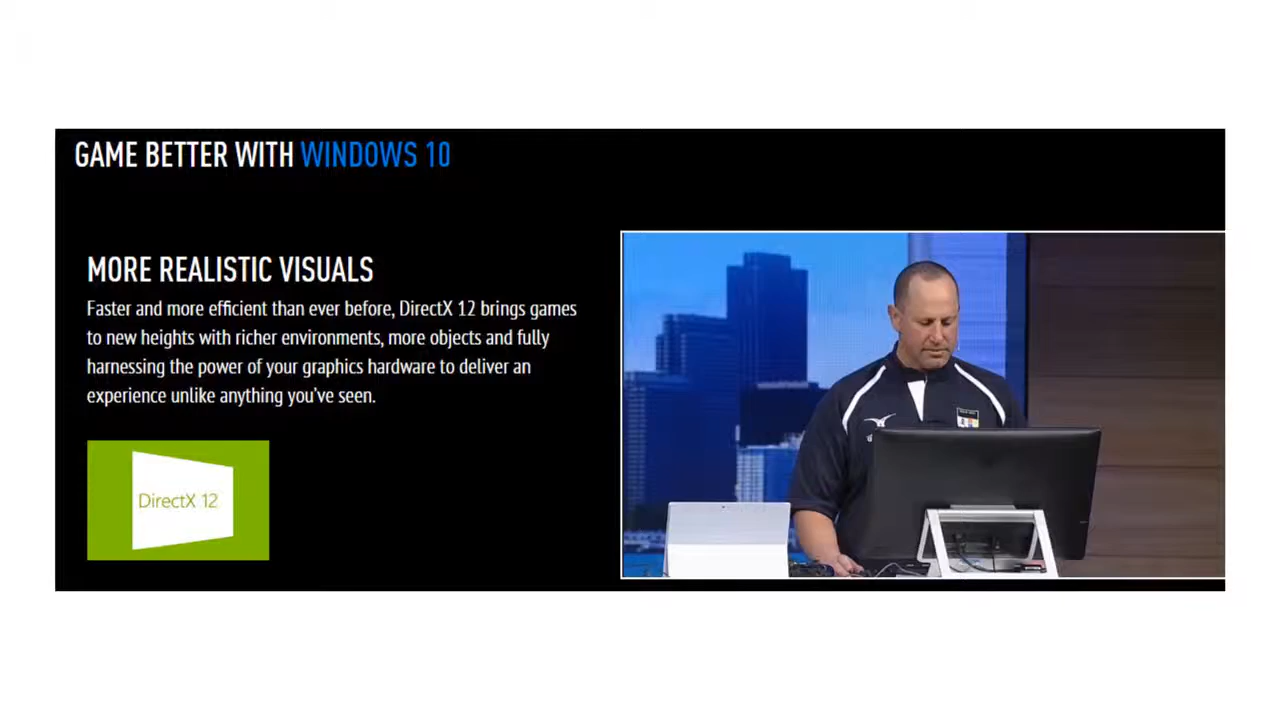 GAME BETTER WITH WINDOWS 10
MORE REALISTIC VISUALS
Faster and more efficient than ever before, DirectX 12 brings games
to new heights with richer environments, more objects and fully
harnessing the power of your graphics hardware to deliver an
experience unlike anything you've seen.
DirectX 12